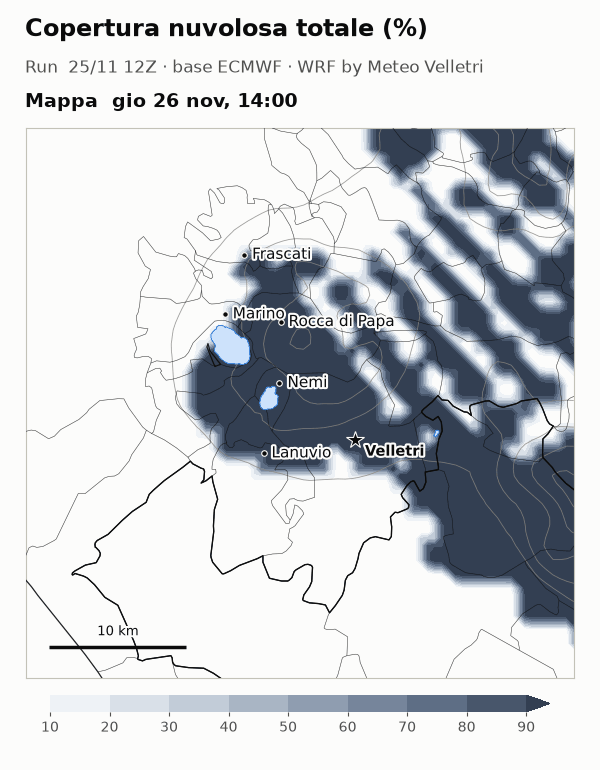 Copertura nuvolosa totale (%)
Run 25/11 12Z · base ECMWF · WRF by Meteo Velletri
Mappa gio 26 nov, 14:00
Frascati
Marino
Rocca di Papa
Nemi
Velletri
Lanuvio
10 km
10 20 30 40 50 60 70 80 90